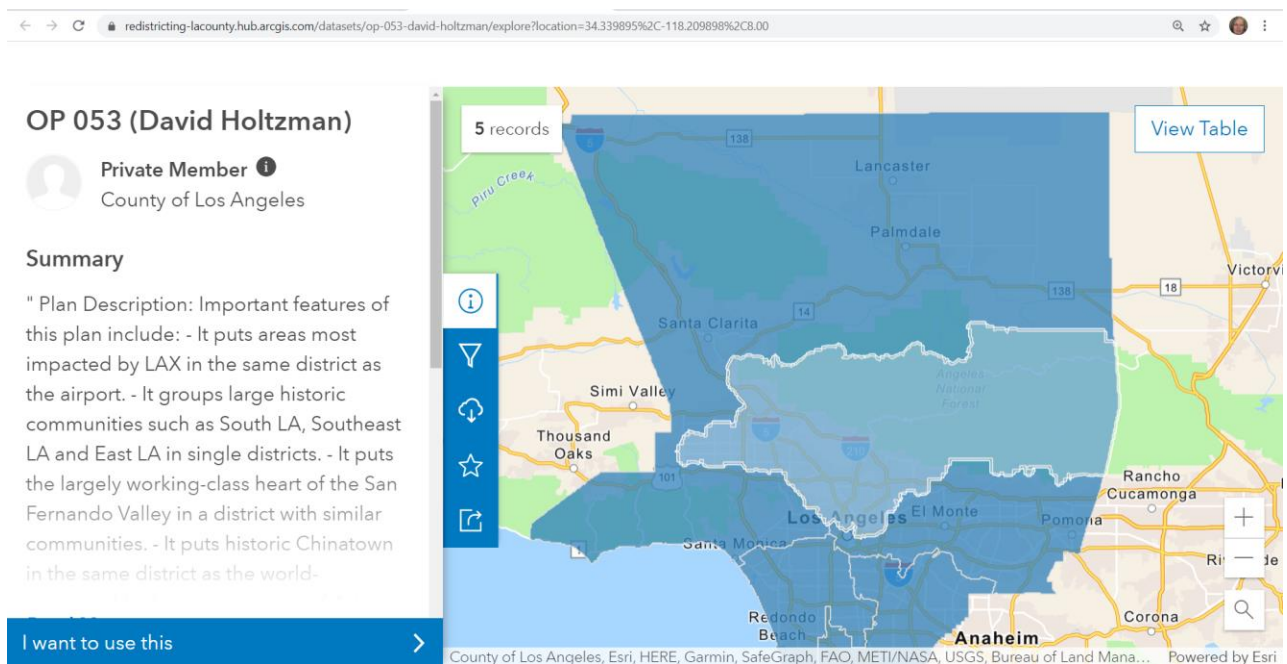 redistricting-lacounty.hub.arcgis.com/datasets/op-053-david-holtzman/explore?location=34.339895%2C-118.209898%2C8.00
OP 053 (David Holtzman)
Private Member
County of Los Angeles
Summary
" Plan Description: Important features of
this plan include: - It puts areas most
impacted by LAX in the same district as
the airport. - It groups large historic
communities such as South LA, Southeast
LA and East LA in single districts. - It puts
the largely working-class heart of the San
Fernando Valley in a district with similar
communities. - It puts historic Chinatown
in the same district as the world-
I want to use this
5 records
View Table
138
Lancaster
Piru Creek
Palmdale
Victorvi
138
18
14
Santa Clarita
Angeles
National
Forest
Simi Valley
5
210
Thousand
Oaks
101
Rancho
Cucamonga
Los Angeles
El Monte
Pomona
Santa Monica
1
Redondo
Beach
Anaheim
Corona
County of Los Angeles, Esri, HERE, Garmin, SafeGraph, FAO, METI/NASA, USGS, Bureau of Land Mana...
Powered by Esri